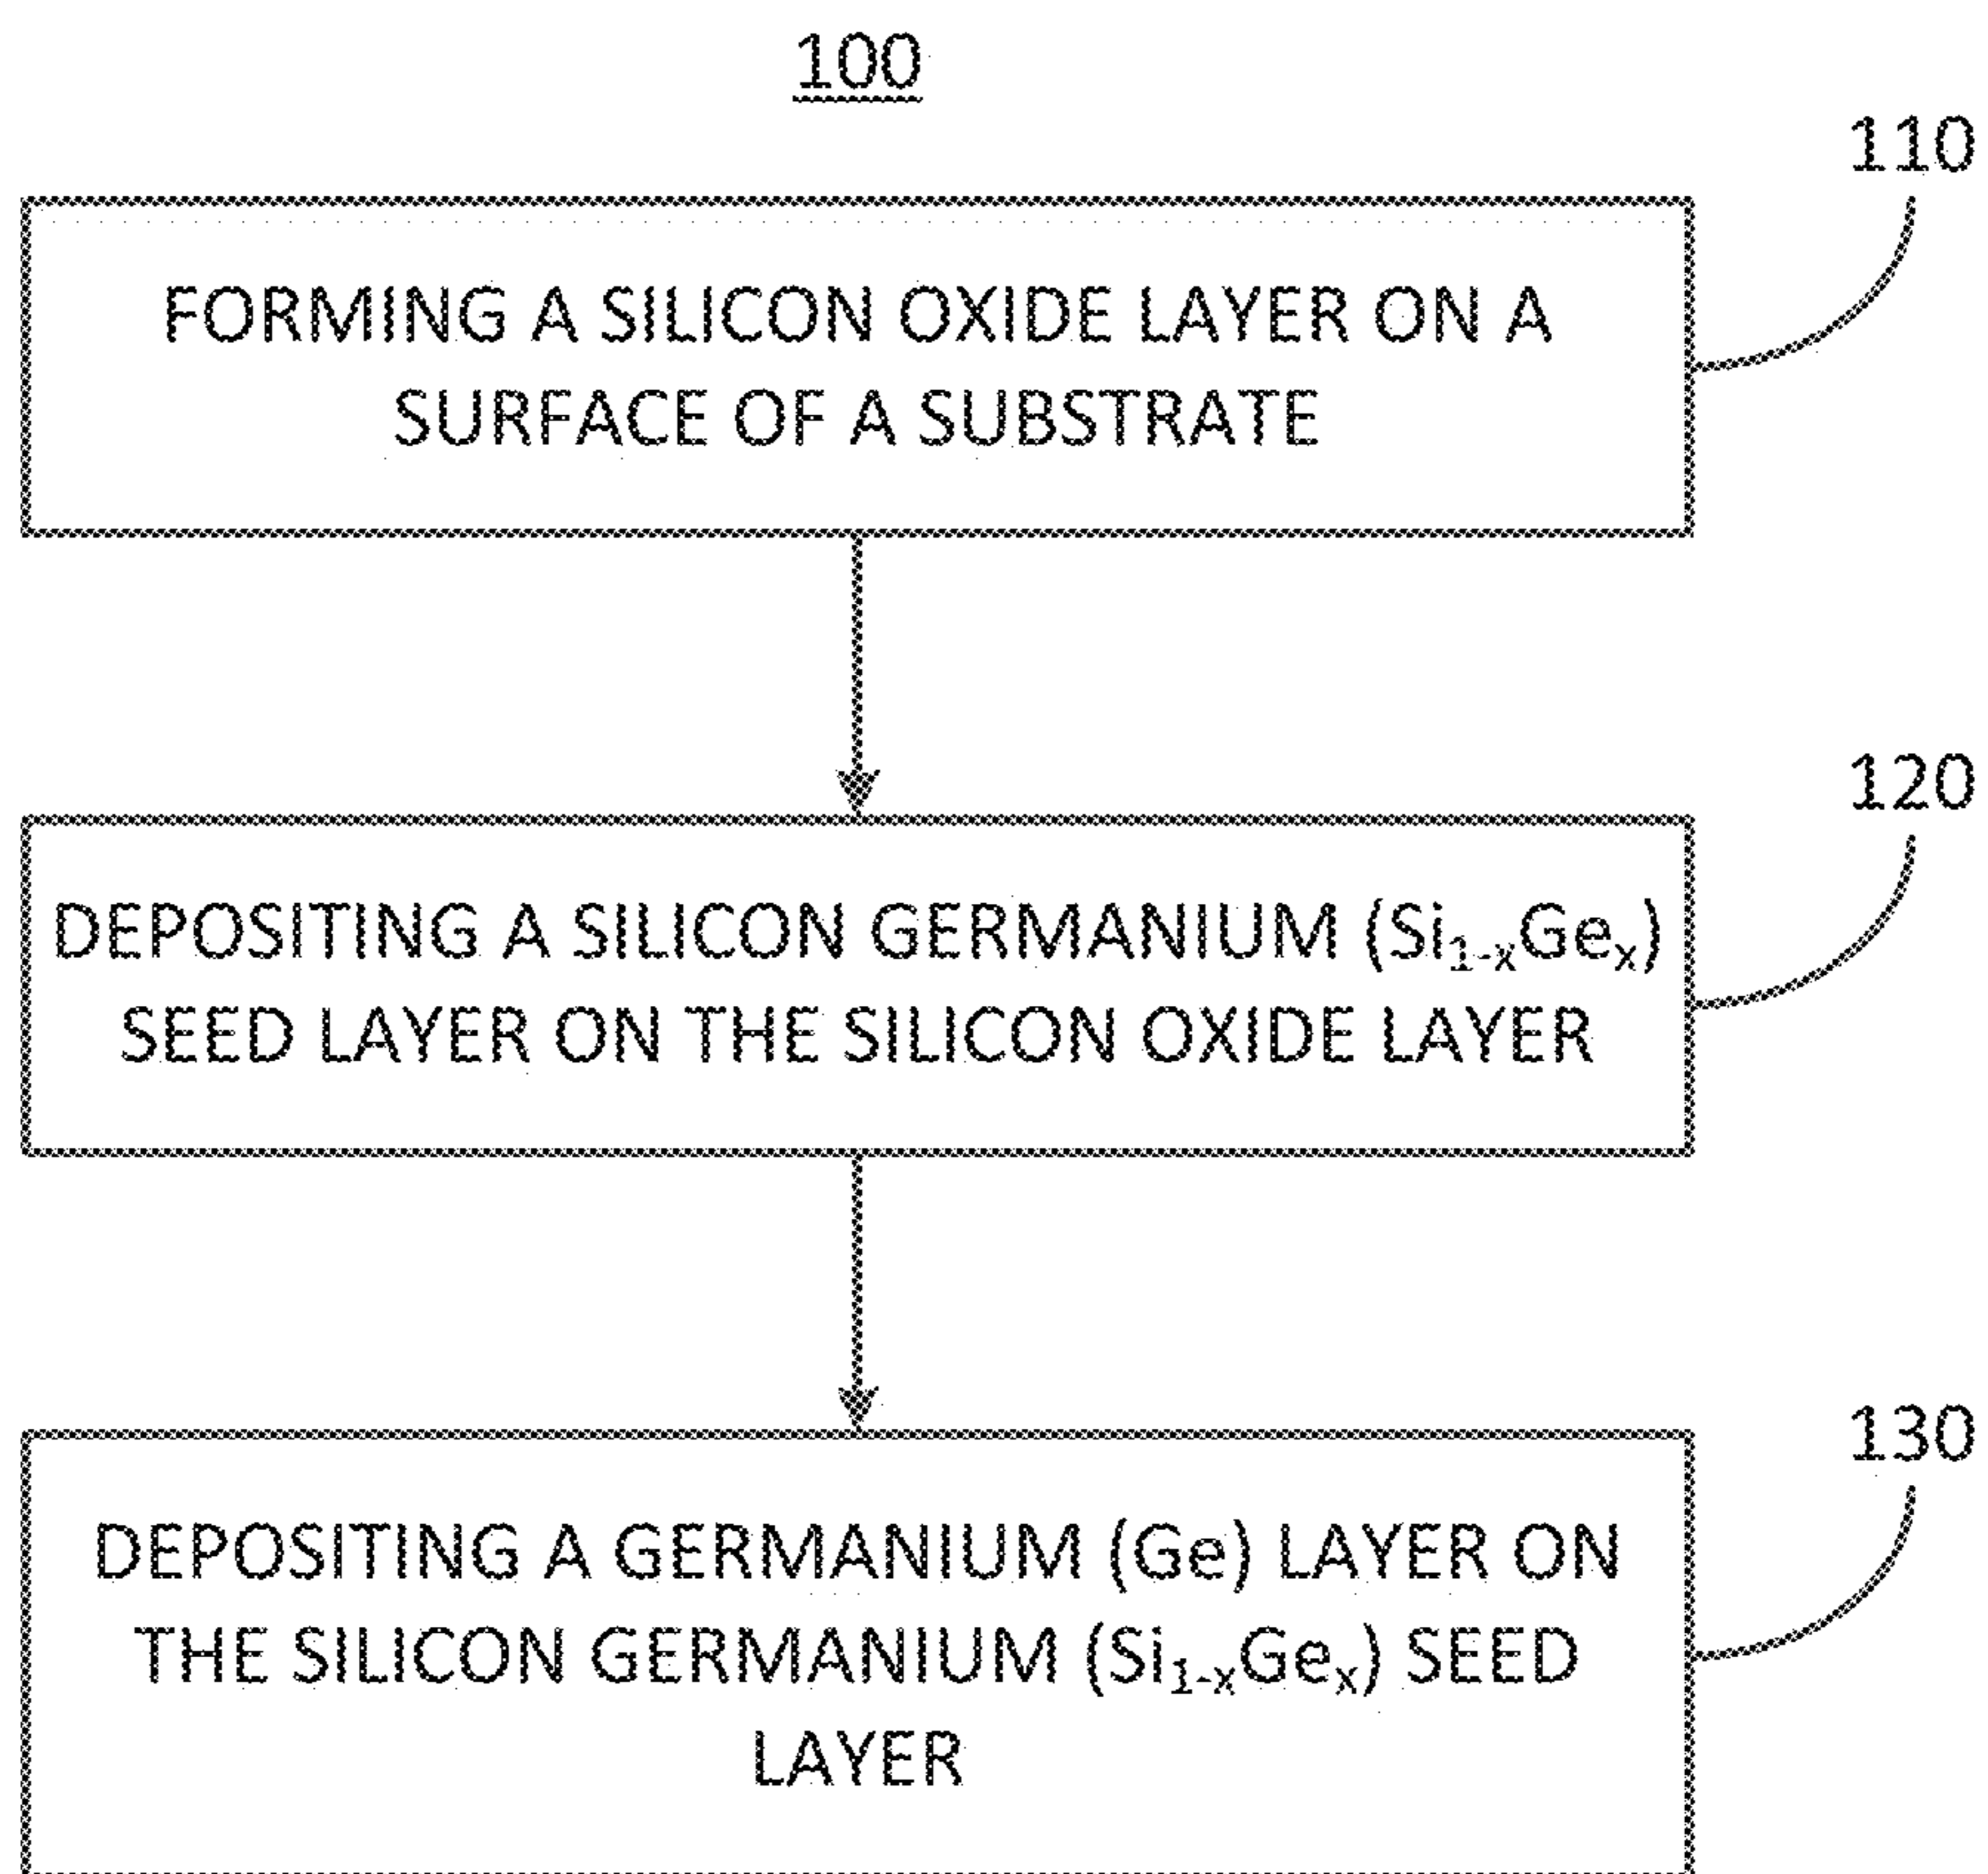 100
110
FORMING A SILICON OXIDE LAYER ON A
SURFACE OF A SUBSTRATE
120
DEPOSITING A SILICON GERMANIUM (Si₁₋ₓGeₓ)
SEED LAYER ON THE SILICON OXIDE LAYER
130
DEPOSITING A GERMANIUM (Ge) LAYER ON
THE SILICON GERMANIUM (Si₁₋ₓGeₓ) SEED
LAYER